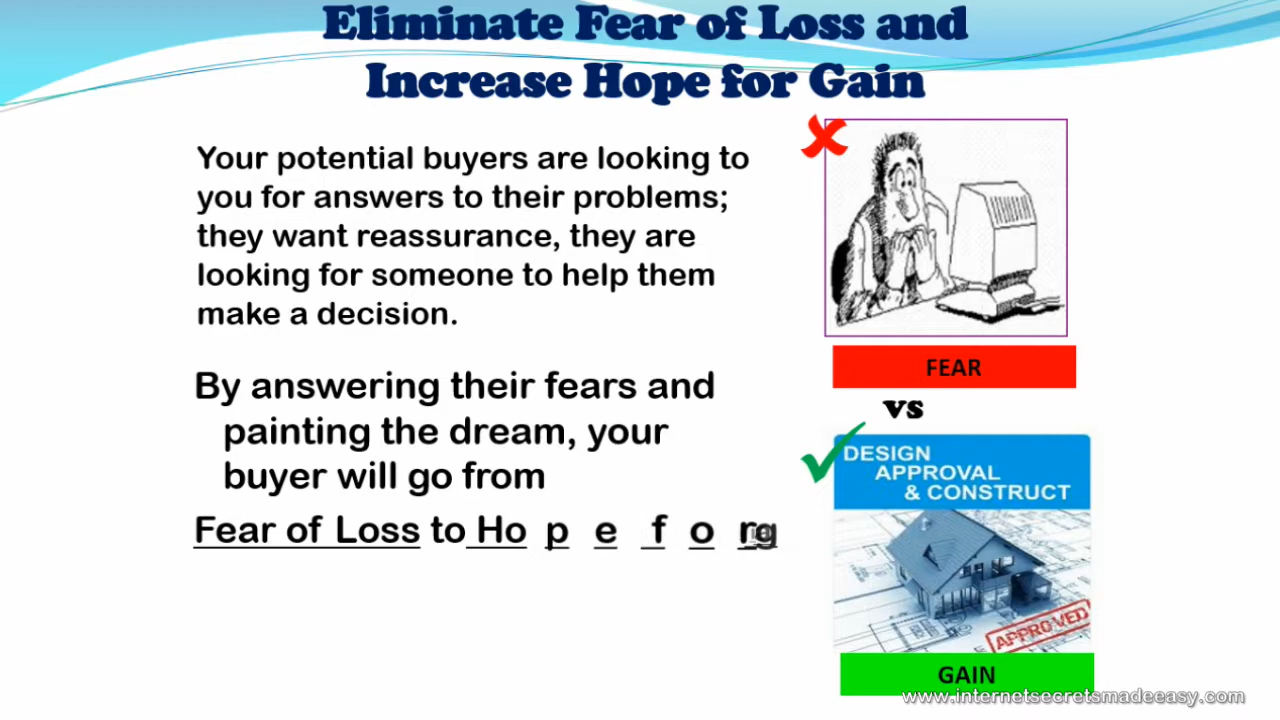 Eliminate Fear of Loss and
Increase Hope for Gain
Your potential buyers are looking to
you for answers to their problems;
they want reassurance, they are
looking for someone to help them
make a decision.
By answering their fears and
painting the dream, your
buyer will go from
Fear of Loss to Ho p e f o r
FEAR
vs
DESIGN
APPROVAL
& CONSTRUCT
APPROVED
GAIN
www.internetsecretsmadeeasy.com